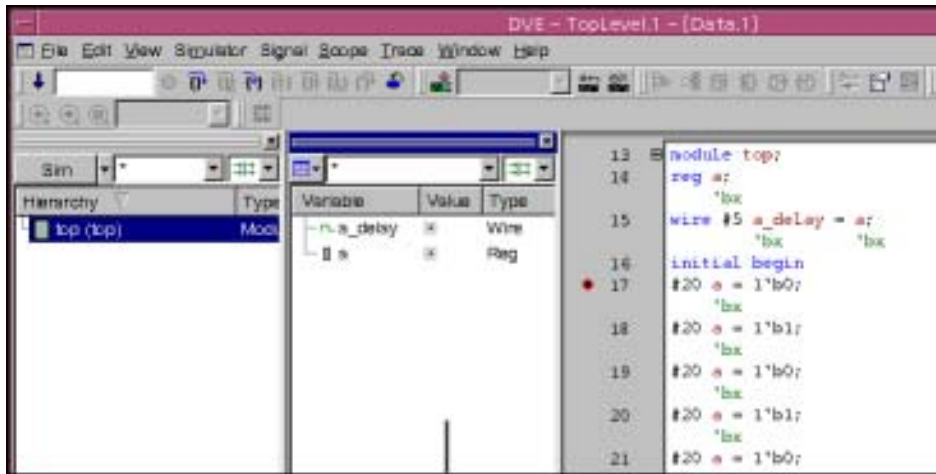 DVE - TopLevel.1 - [Data.1]
File Edit View Simulator Signal Scope Trace Window Help
Sim * *
Hierarchy Type Variable Value Type
top (top) Modu
a_delay x Wire
a x Reg
13 module top;
14 reg a;
'bx
15 wire #5 a_delay = a;
'bx 'bx
16 initial begin
17 #20 a = 1'b0;
'bx
18 #20 a = 1'b1;
'bx
19 #20 a = 1'b0;
'bx
20 #20 a = 1'b1;
'bx
21 #20 a = 1'b0;